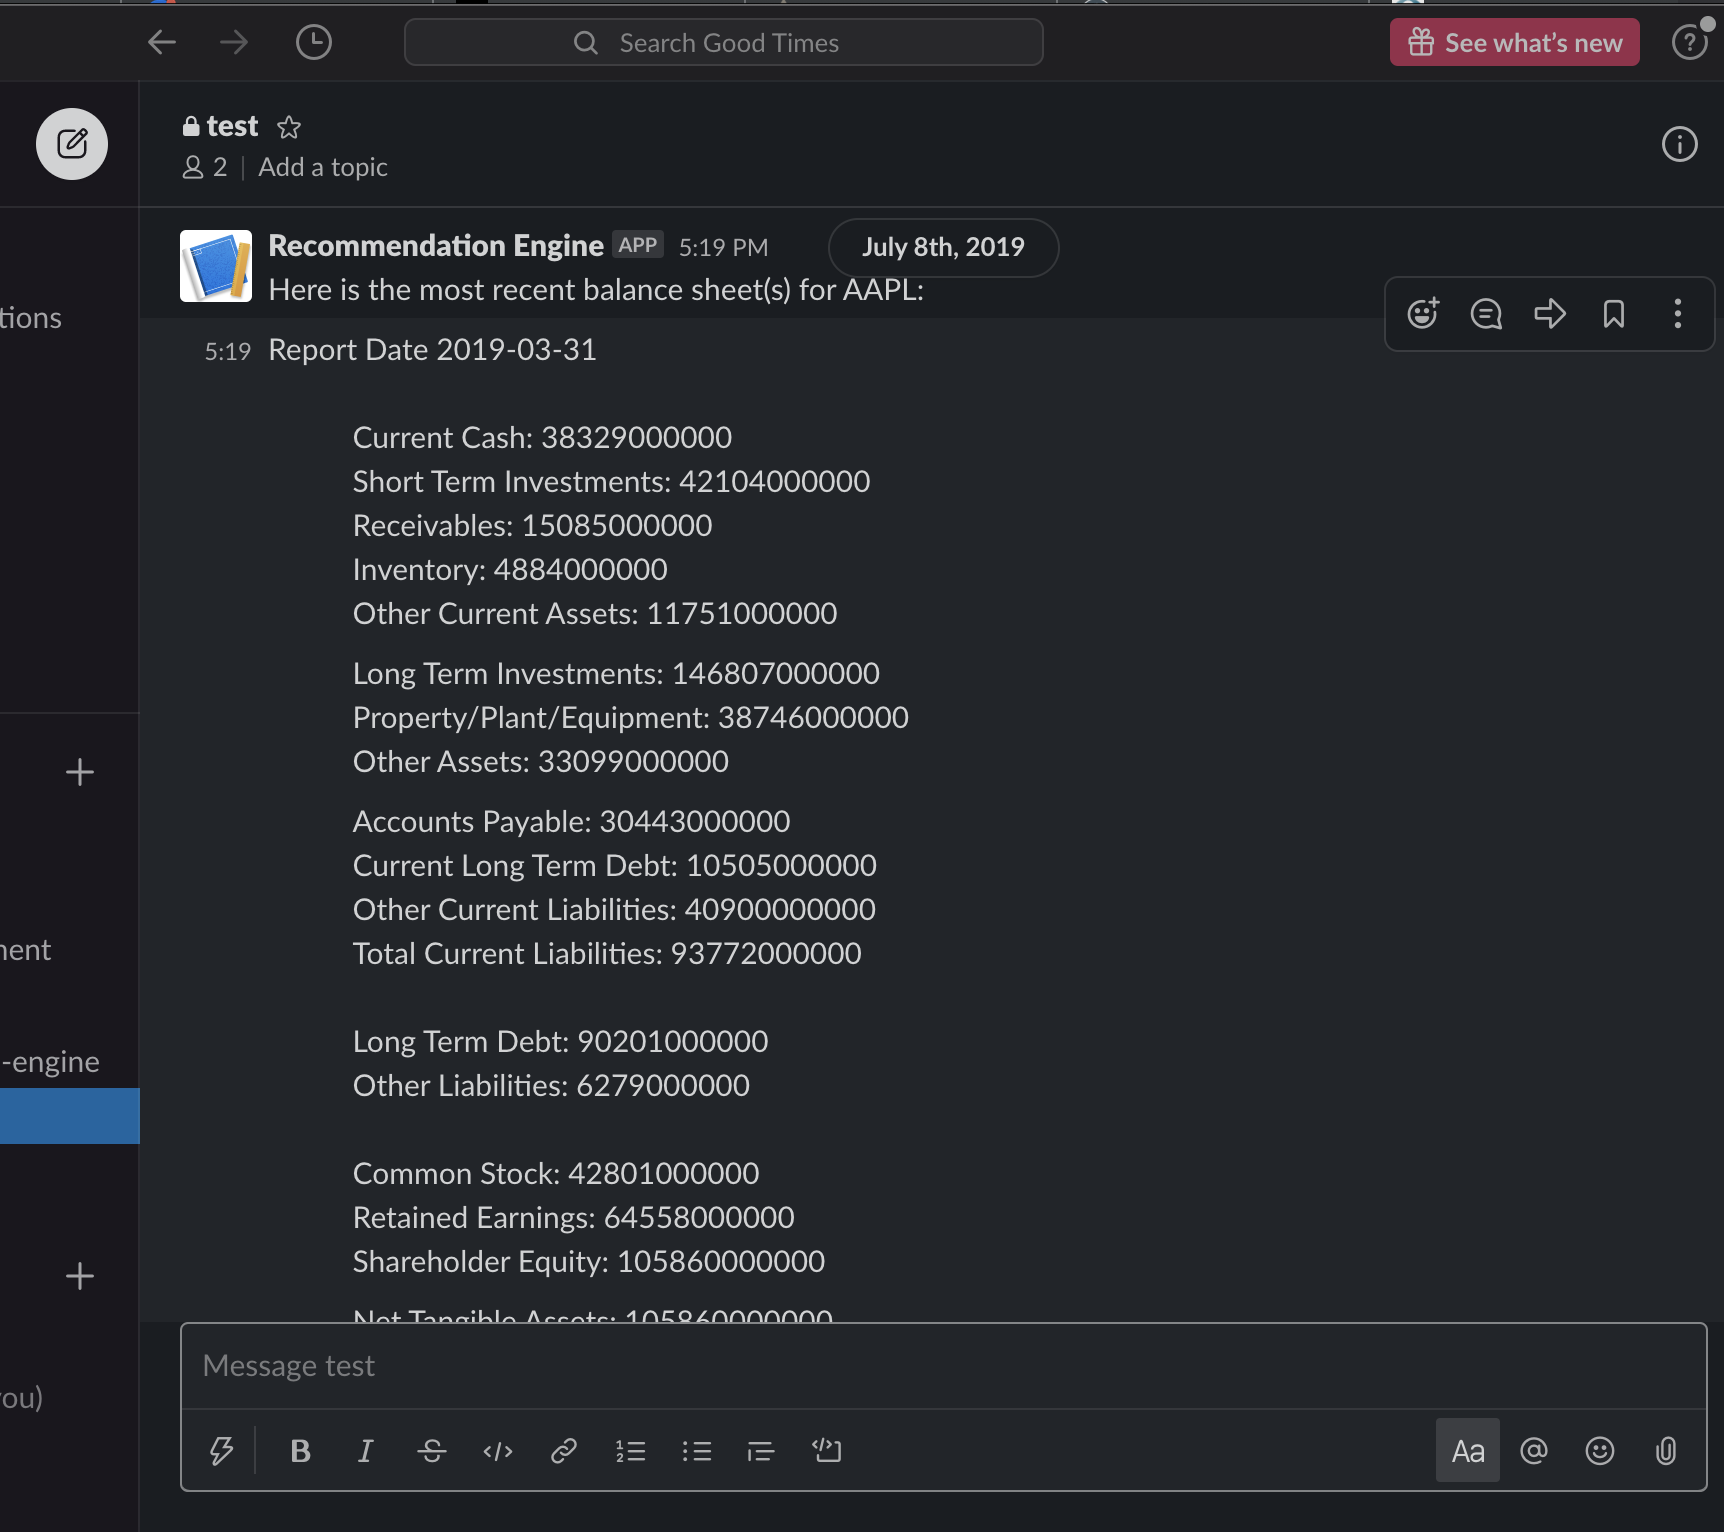 Search Good Times
See what's new
test
2 | Add a topic
Recommendation Engine APP 5:19 PM
July 8th, 2019
Here is the most recent balance sheet(s) for AAPL:
5:19 Report Date 2019-03-31
Current Cash: 38329000000
Short Term Investments: 42104000000
Receivables: 15085000000
Inventory: 4884000000
Other Current Assets: 11751000000
Long Term Investments: 146807000000
Property/Plant/Equipment: 38746000000
Other Assets: 33099000000
Accounts Payable: 30443000000
Current Long Term Debt: 10505000000
Other Current Liabilities: 40900000000
Total Current Liabilities: 93772000000
Long Term Debt: 90201000000
Other Liabilities: 6279000000
Common Stock: 42801000000
Retained Earnings: 64558000000
Shareholder Equity: 105860000000
Net Tangible Assets: 105860000000
tions
nent
-engine
ou)
Message test
B I S </> Aa @